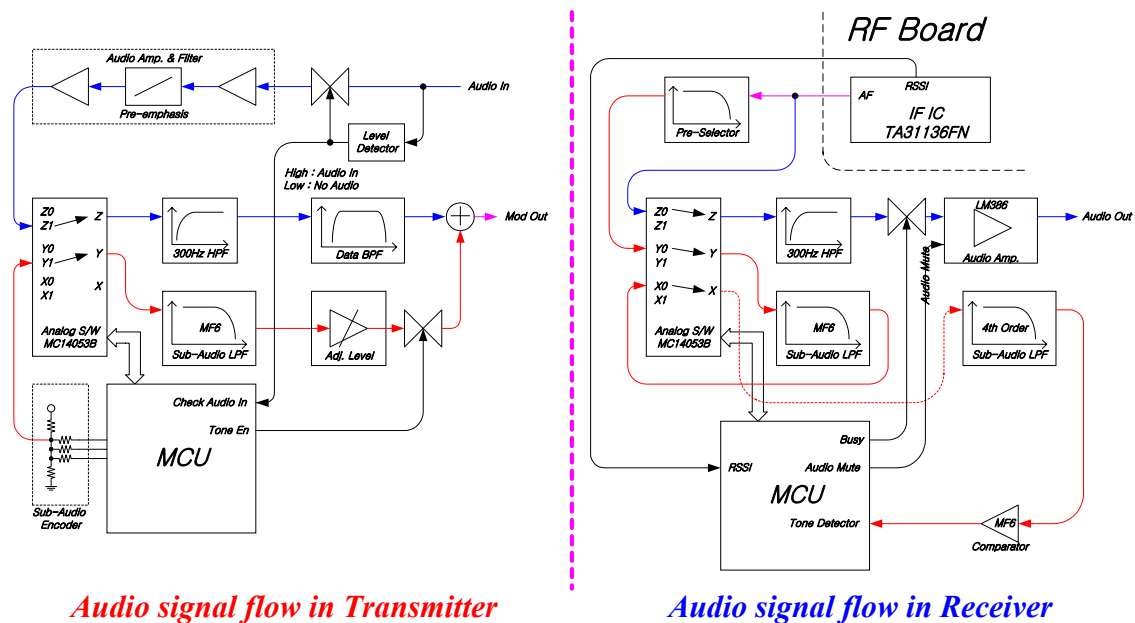 Audio Amp. & Filter
Pre-emphasis
Audio In
Level
Detector
High : Audio In
Low : No Audio
Z0
Z1
Z
Y0
Y1
Y
X0
X1
X
Analog S/W
MC14053B
300Hz HPF
Data BPF
Mod Out
MF6
Sub-Audio LPF
Adj. Level
Check Audio In
Tone En
MCU
Sub-Audio
Encoder
Audio signal flow in Transmitter
RF Board
RSSI
AF
IF IC
TA31136FN
Pre-Selector
Z0
Z1
Z
Y0
Y1
Y
X0
X1
X
Analog S/W
MC14053B
300Hz HPF
LM386
Audio Amp.
Audio Out
Audio Mute
MF6
Sub-Audio LPF
4th Order
Sub-Audio LPF
Busy
RSSI
Audio Mute
MCU
Tone Detector
MF6
Comparator
Audio signal flow in Receiver